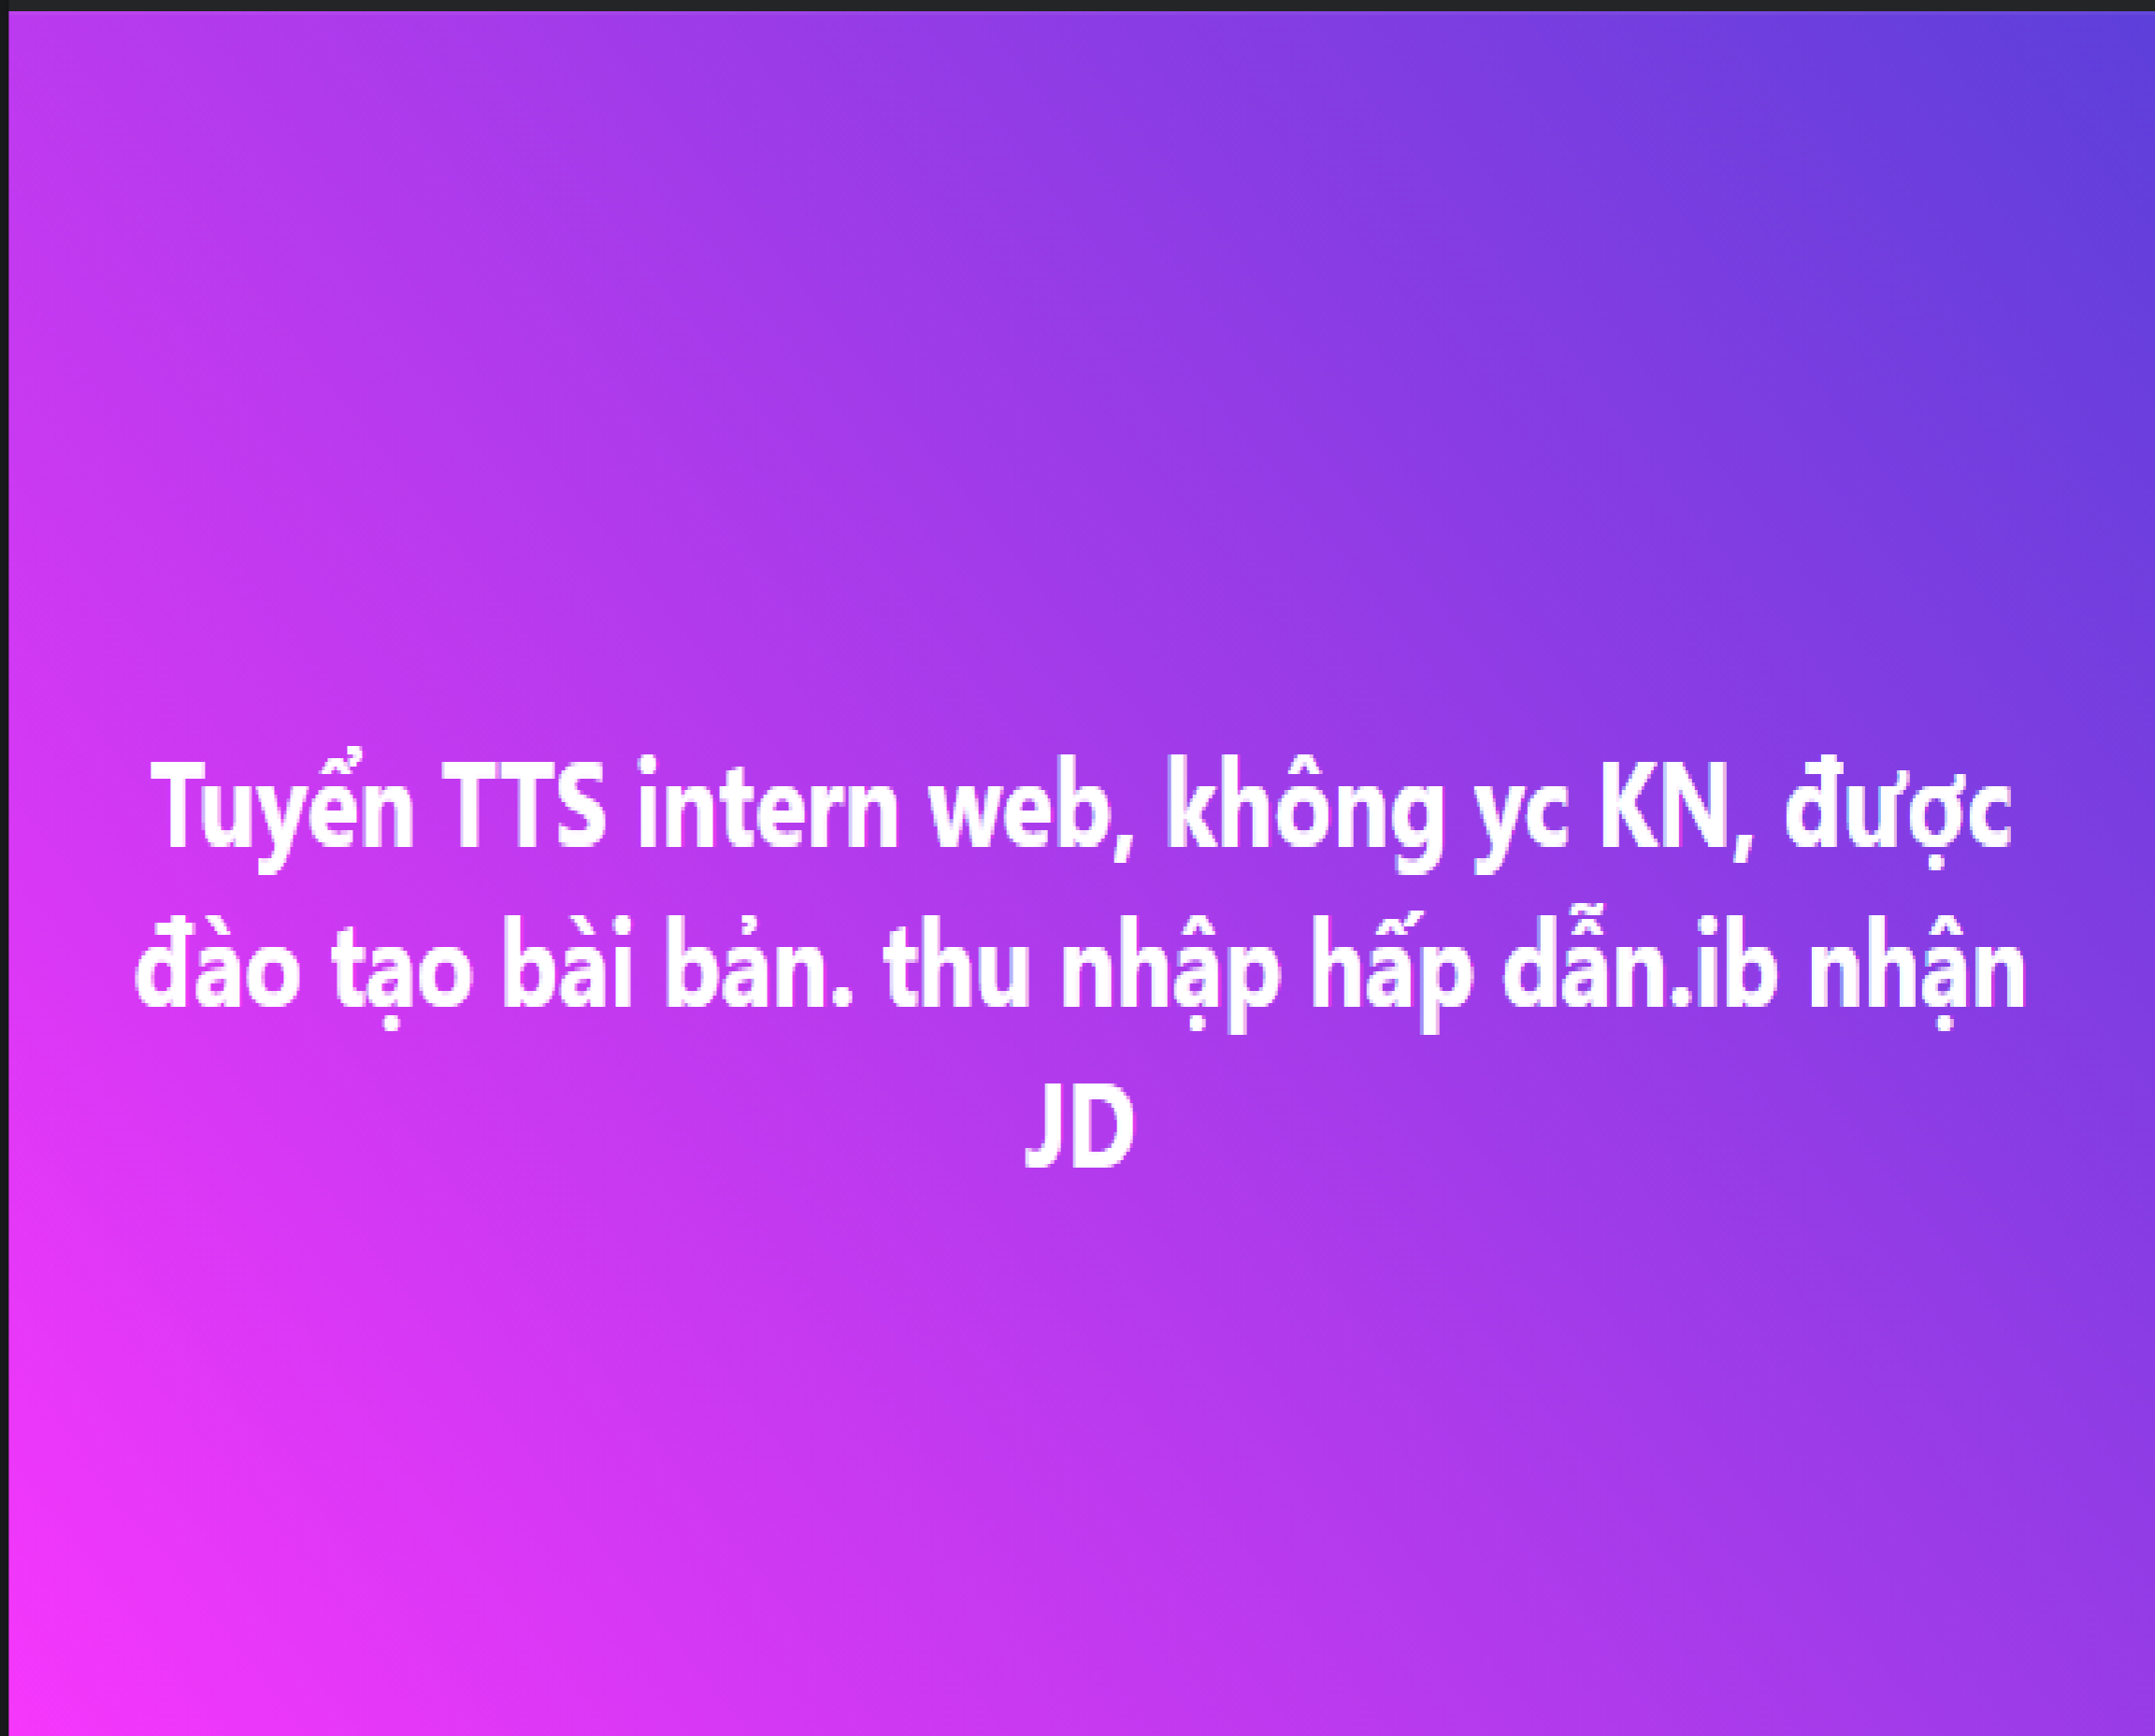 Tuyển TTS intern web, không yc KN, được
đào tạo bài bản. thu nhập hấp dẫn.ib nhận
JD